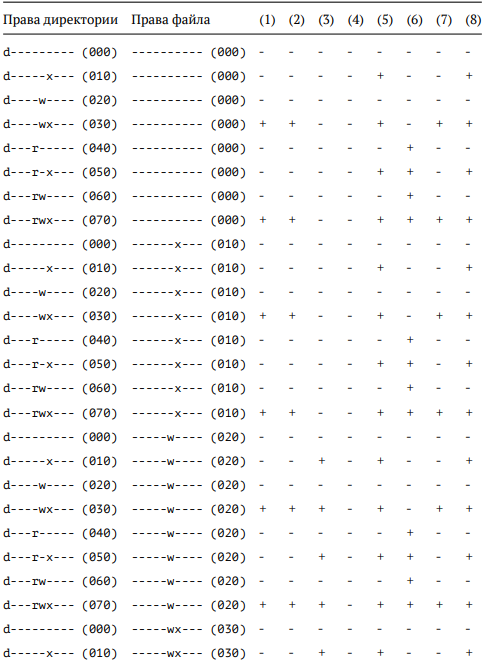 Права директории Права файла (1) (2) (3) (4) (5) (6) (7) (8)
d--------- (000) ---------- (000) - - - - - - - -
d-----x--- (010) ---------- (000) - - - - + - - +
d----w---- (020) ---------- (000) - - - - - - - -
d----wx--- (030) ---------- (000) + + - - + - + +
d---r----- (040) ---------- (000) - - - - - + - -
d---r-x--- (050) ---------- (000) - - - - + + - +
d---rw---- (060) ---------- (000) - - - - - + - -
d---rwx--- (070) ---------- (000) + + - - + + + +
d--------- (000) ------x--- (010) - - - - - - - -
d-----x--- (010) ------x--- (010) - - - - + - - +
d----w---- (020) ------x--- (010) - - - - - - - -
d----wx--- (030) ------x--- (010) + + - - + - + +
d---r----- (040) ------x--- (010) - - - - - + - -
d---r-x--- (050) ------x--- (010) - - - - + + - +
d---rw---- (060) ------x--- (010) - - - - - + - -
d---rwx--- (070) ------x--- (010) + + - - + + + +
d--------- (000) -----w---- (020) - - - - - - - -
d-----x--- (010) -----w---- (020) - - + - + - - +
d----w---- (020) -----w---- (020) - - - - - - - -
d----wx--- (030) -----w---- (020) + + + - + - + +
d---r----- (040) -----w---- (020) - - - - - + - -
d---r-x--- (050) -----w---- (020) - - + - + + - +
d---rw---- (060) -----w---- (020) - - - - - + - -
d---rwx--- (070) -----w---- (020) + + + - + + + +
d--------- (000) -----wx--- (030) - - - - - - - -
d-----x--- (010) -----wx--- (030) - - + - + - - +